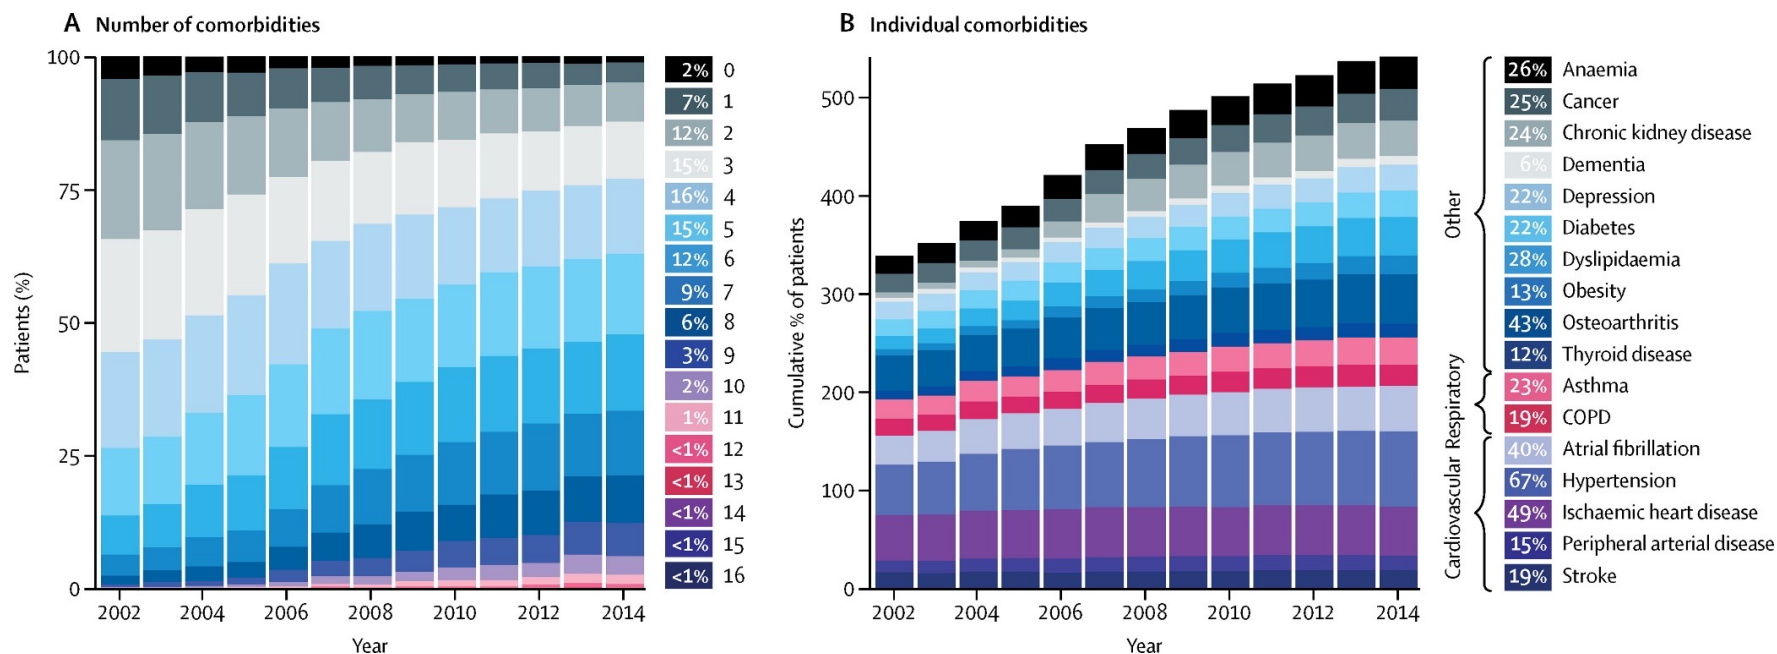 A Number of comorbidities
100
75
50
25
0
Patients (%)
2002 2004 2006 2008 2010 2012 2014
Year
2% 0
7% 1
12% 2
15% 3
16% 4
15% 5
12% 6
9% 7
6% 8
3% 9
2% 10
1% 11
<1% 12
<1% 13
<1% 14
<1% 15
<1% 16
B Individual comorbidities
500
400
300
200
100
0
Cumulative % of patients
2002 2004 2006 2008 2010 2012 2014
Year
Other
26% Anaemia
25% Cancer
24% Chronic kidney disease
6% Dementia
22% Depression
22% Diabetes
28% Dyslipidaemia
13% Obesity
43% Osteoarthritis
12% Thyroid disease
Respiratory
23% Asthma
19% COPD
Cardiovascular
40% Atrial fibrillation
67% Hypertension
49% Ischaemic heart disease
15% Peripheral arterial disease
19% Stroke